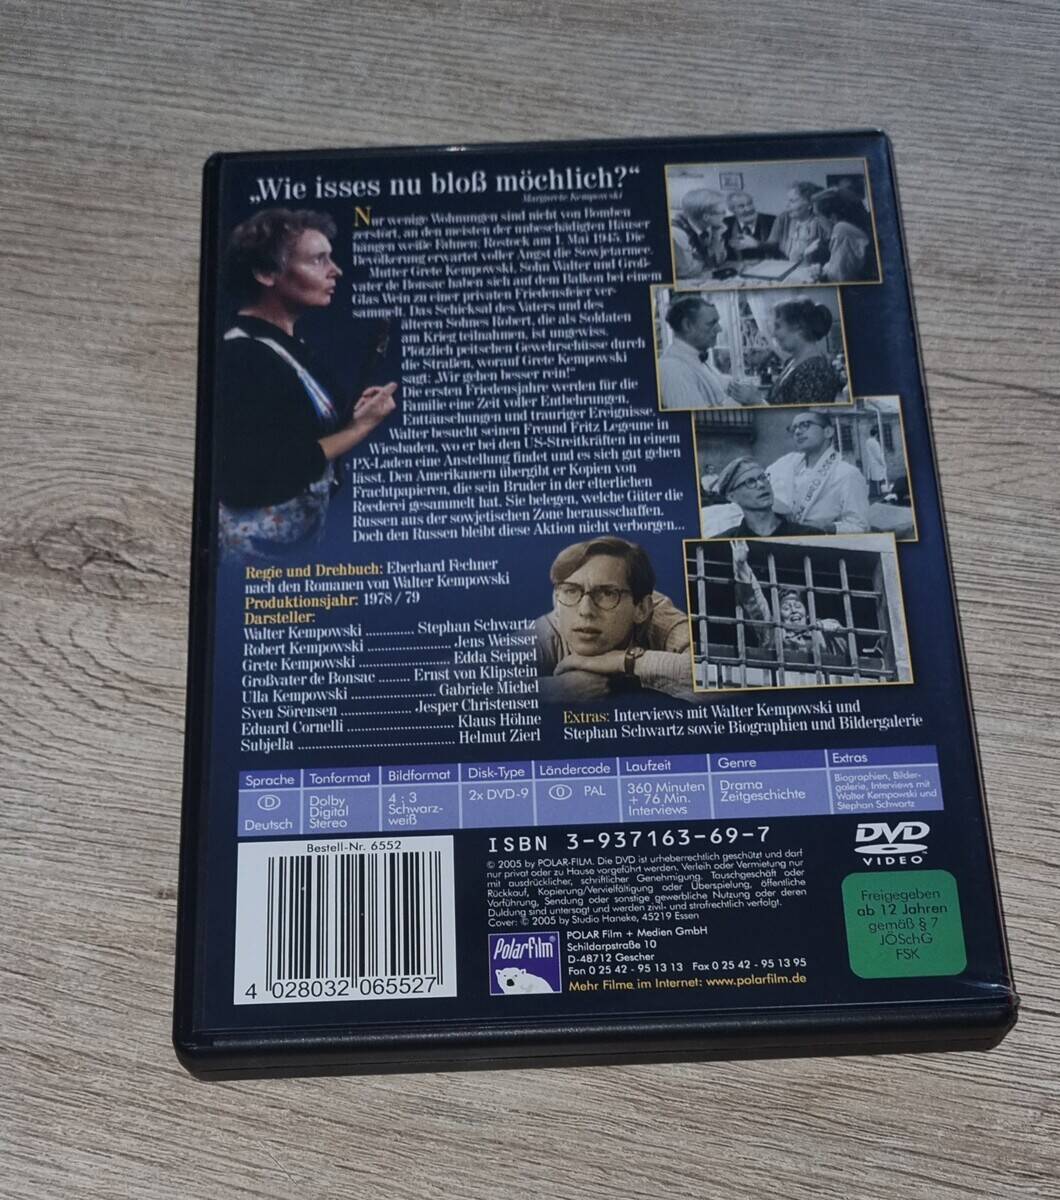 „Wie isses nu bloß möchlich?“
Margarete Kempowski
Nur wenige Wohnungen sind nicht von Bomben
zerstört, an den meisten der unbeschädigten Häuser
hängen weiße Fahnen: Rostock am 1. Mai 1945. Die
Bevölkerung erwartet voller Angst die Sowjetarmee.
Mutter Grete Kempowski, Sohn Walter und Groß-
vater de Bonsac haben sich auf dem Balkon bei einem
Glas Wein zu einer privaten Friedensfeier ver-
sammelt. Das Schicksal des Vaters und des
älteren Sohnes Robert, die als Soldaten
am Krieg teilnahmen, ist ungewiss.
Plötzlich peitschen Gewehrschüsse durch
die Straßen, worauf Grete Kempowski
sagt: „Wir gehen besser rein!“
Die ersten Friedensjahre werden für die
Familie eine Zeit voller Entbehrungen,
Enttäuschungen und trauriger Ereignisse.
Walter besucht seinen Freund Fritz Legeune in
Wiesbaden, wo er bei den US-Streitkräften in einem
PX-Laden eine Anstellung findet und es sich gut gehen
lässt. Den Amerikanern übergibt er Kopien von
Frachtpapieren, die sein Bruder in der elterlichen
Reederei gesammelt hat. Sie belegen, welche Güter die
Russen aus der sowjetischen Zone herausschaffen.
Doch den Russen bleibt diese Aktion nicht verborgen...
Regie und Drehbuch: Eberhard Fechner
nach den Romanen von Walter Kempowski
Produktionsjahr: 1978 / 79
Darsteller:
Walter Kempowski ............. Stephan Schwartz
Robert Kempowski ....................... Jens Weisser
Grete Kempowski ......................... Edda Seippel
Großvater de Bonsac ......... Ernst von Klipstein
Ulla Kempowski ....................... Gabriele Michel
Sven Sörensen ................... Jesper Christensen
Eduard Cornelli .............................. Klaus Höhne
Subjella ........................................... Helmut Zierl
Extras: Interviews mit Walter Kempowski und
Stephan Schwartz sowie Biographien und Bildergalerie
Sprache Tonformat Bildformat Disk-Type Ländercode Laufzeit Genre Extras
D
Deutsch
Dolby
Digital
Stereo
4 : 3
Schwarz-
weiß
2x DVD-9
0 PAL
360 Minuten
+ 76 Min.
Interviews
Drama
Zeitgeschichte
Biographien, Bilder-
galerie, Interviews mit
Walter Kempowski und
Stephan Schwartz
Bestell-Nr. 6552
4 028032 065527
ISBN 3-937163-69-7
© 2005 by POLAR-FILM. Die DVD ist urheberrechtlich geschützt und darf
nur privat oder zu Hause vorgeführt werden. Verleih oder Vermietung nur
mit ausdrücklicher, schriftlicher Genehmigung. Tauschgeschäft oder
Rückkauf, Kopierung/Vervielfältigung oder Überspielung, öffentliche
Vorführung, Sendung oder sonstige gewerbliche Nutzung oder deren
Duldung sind untersagt und werden zivil- und strafrechtlich verfolgt.
Cover: © 2005 by Studio Haneke, 45219 Essen
Polarfilm
POLAR Film + Medien GmbH
Schildarpstraße 10
D-48712 Gescher
Fon 0 25 42 - 95 13 13 Fax 0 25 42 - 95 13 95
Mehr Filme im Internet: www.polarfilm.de
DVD
VIDEO
Freigegeben
ab 12 Jahren
gemäß § 7
JÖSchG
FSK